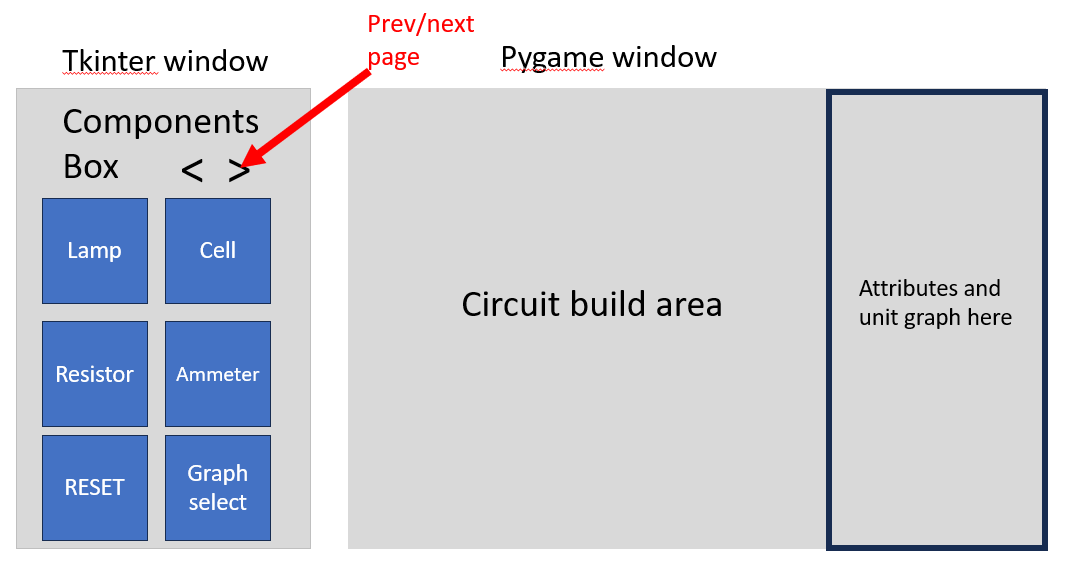 Prev/next
page
Tkinter window
Pygame window
Components
Box < >
Lamp
Cell
Resistor
Ammeter
RESET
Graph
select
Circuit build area
Attributes and
unit graph here